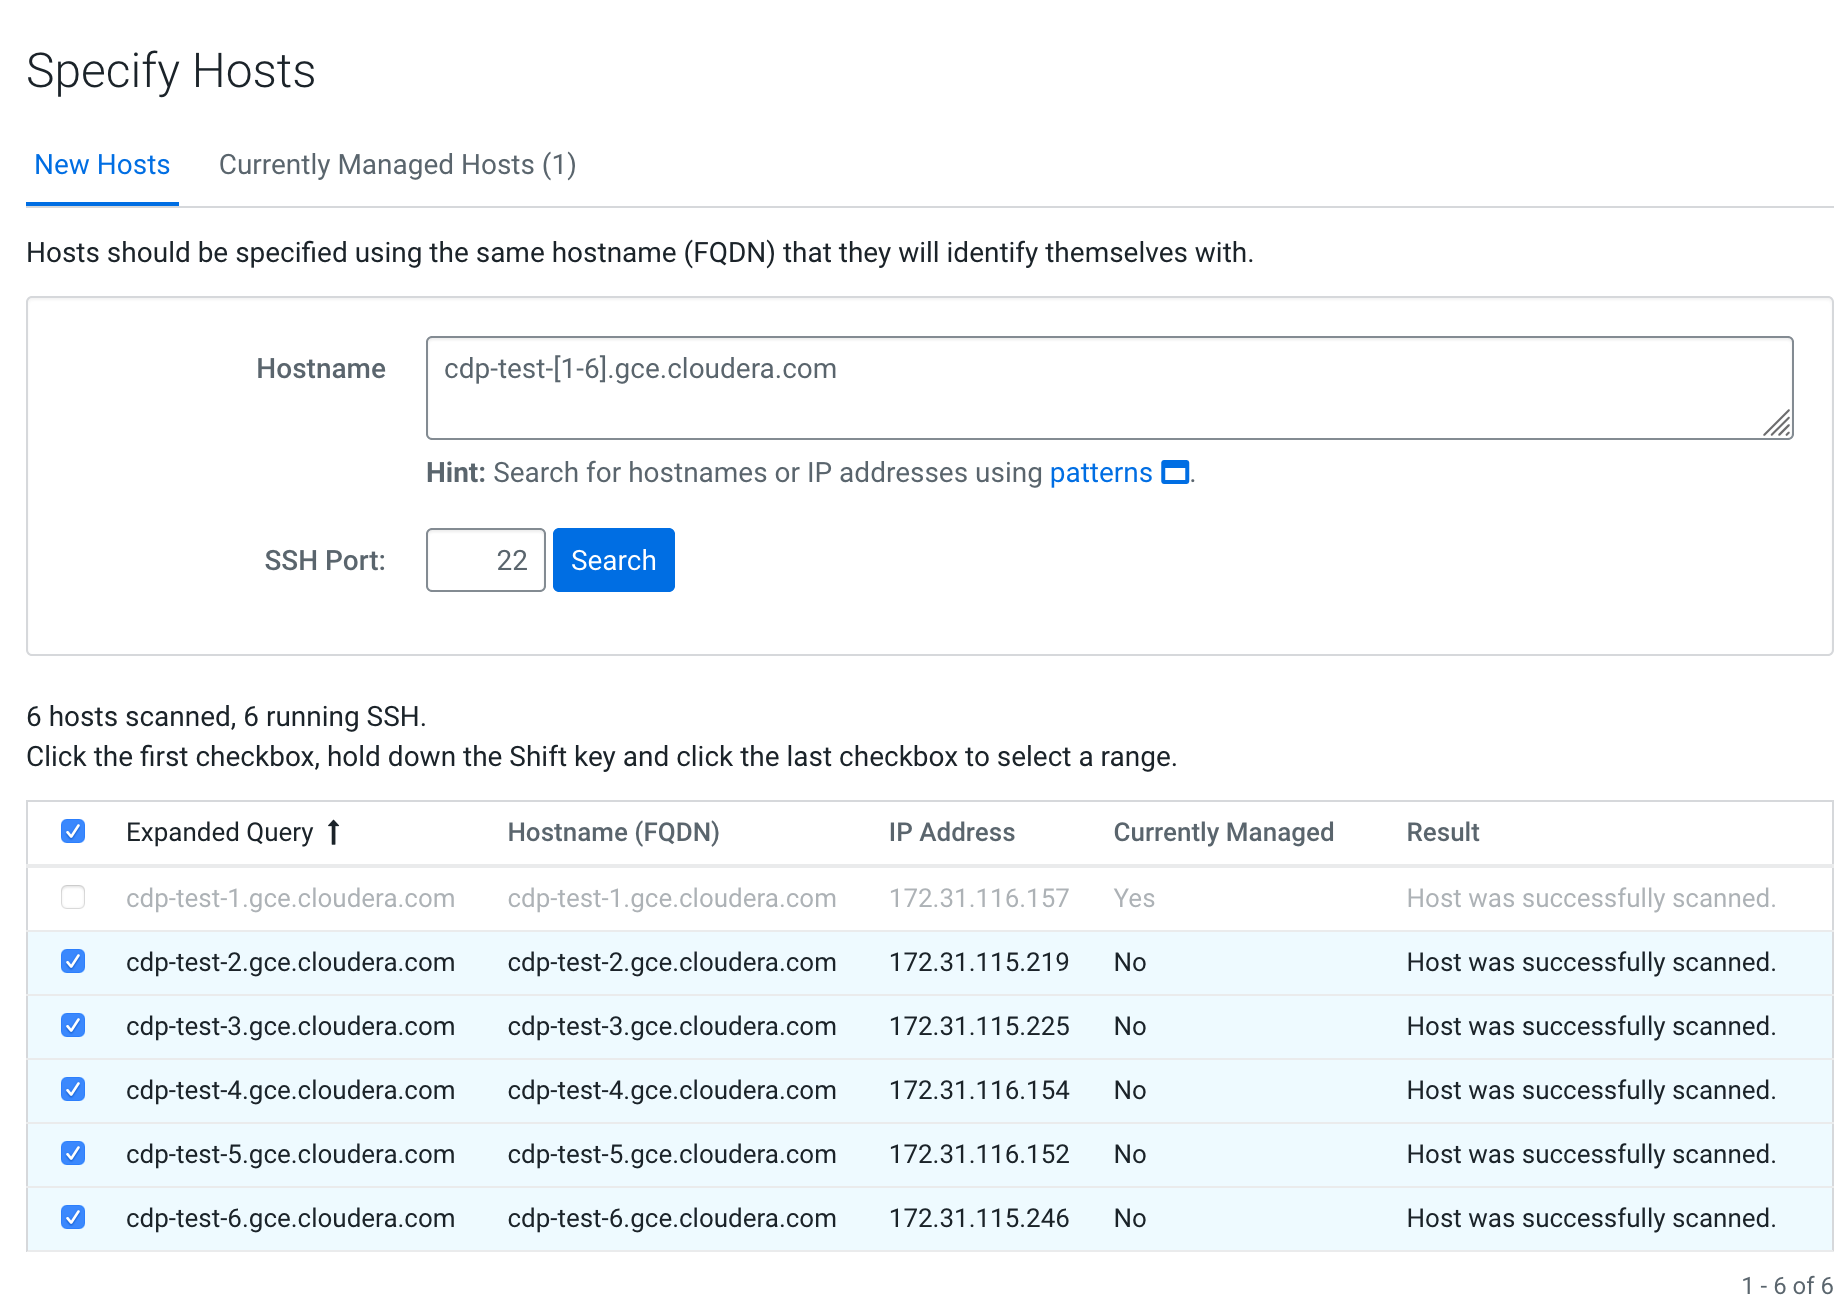 Specify Hosts
New Hosts Currently Managed Hosts (1)
Hosts should be specified using the same hostname (FQDN) that they will identify themselves with.
Hostname cdp-test-[1-6].gce.cloudera.com
Hint: Search for hostnames or IP addresses using patterns .
SSH Port: 22 Search
6 hosts scanned, 6 running SSH.
Click the first checkbox, hold down the Shift key and click the last checkbox to select a range.
Expanded Query ↑ Hostname (FQDN) IP Address Currently Managed Result
cdp-test-1.gce.cloudera.com cdp-test-1.gce.cloudera.com 172.31.116.157 Yes Host was successfully scanned.
cdp-test-2.gce.cloudera.com cdp-test-2.gce.cloudera.com 172.31.115.219 No Host was successfully scanned.
cdp-test-3.gce.cloudera.com cdp-test-3.gce.cloudera.com 172.31.115.225 No Host was successfully scanned.
cdp-test-4.gce.cloudera.com cdp-test-4.gce.cloudera.com 172.31.116.154 No Host was successfully scanned.
cdp-test-5.gce.cloudera.com cdp-test-5.gce.cloudera.com 172.31.116.152 No Host was successfully scanned.
cdp-test-6.gce.cloudera.com cdp-test-6.gce.cloudera.com 172.31.115.246 No Host was successfully scanned.
1 - 6 of 6